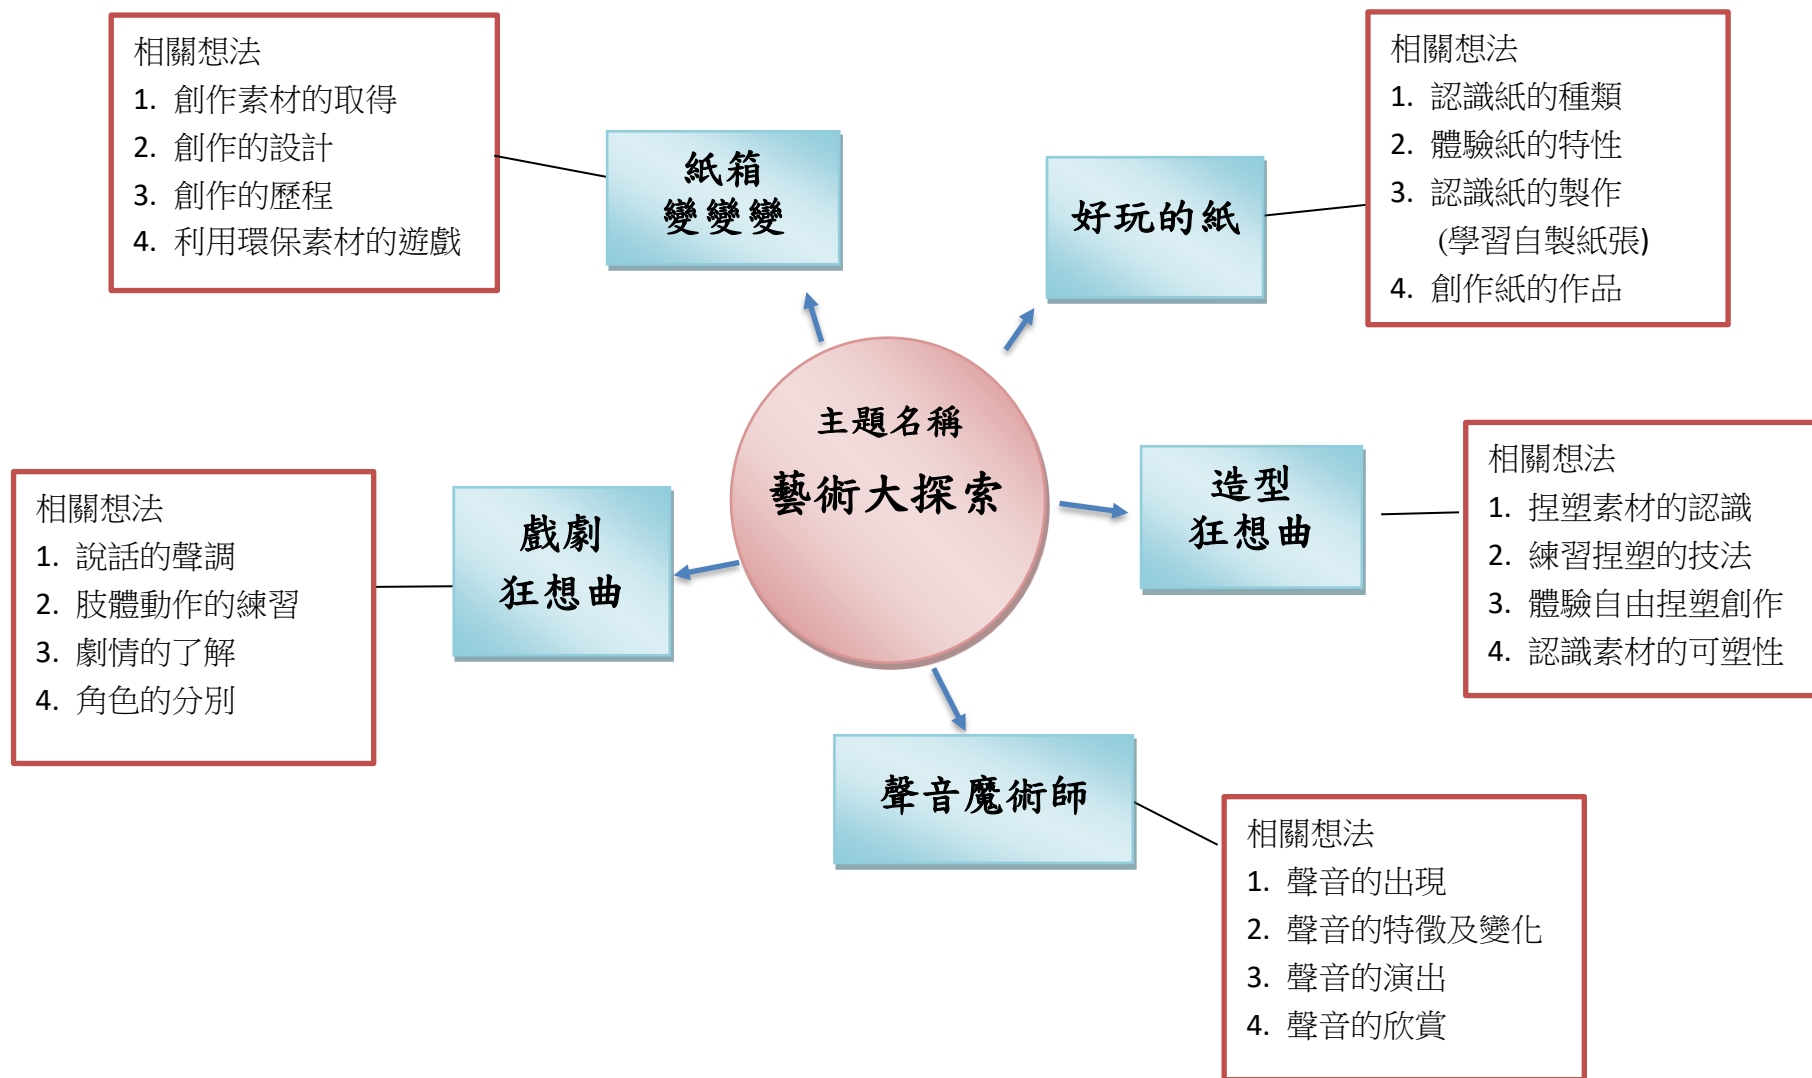 相關想法
1. 創作素材的取得
2. 創作的設計
3. 創作的歷程
4. 利用環保素材的遊戲
紙箱
變變變
好玩的紙
相關想法
1. 認識紙的種類
2. 體驗紙的特性
3. 認識紙的製作
(學習自製紙張)
4. 創作紙的作品
主題名稱
藝術大探索
造型
狂想曲
相關想法
1. 捏塑素材的認識
2. 練習捏塑的技法
3. 體驗自由捏塑創作
4. 認識素材的可塑性
相關想法
1. 說話的聲調
2. 肢體動作的練習
3. 劇情的了解
4. 角色的分別
戲劇
狂想曲
聲音魔術師
相關想法
1. 聲音的出現
2. 聲音的特徵及變化
3. 聲音的演出
4. 聲音的欣賞